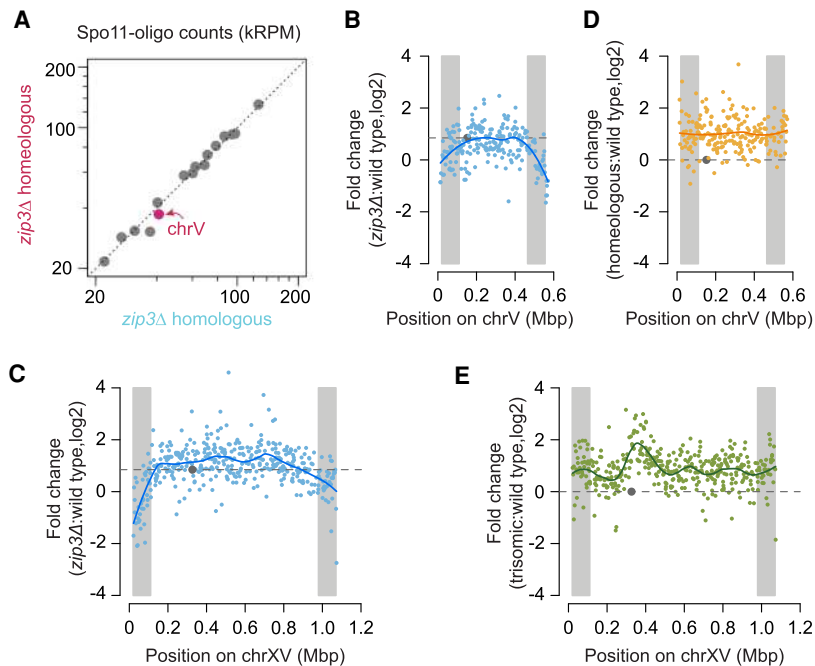 A
Spo11-oligo counts (kRPM)
zip3Δ homeologous
200
100
20
chrV
20
100
200
zip3Δ homologous
B
Fold change
(zip3Δ:wild type,log2)
4
2
0
-2
-4
0
0.2
0.4
0.6
Position on chrV (Mbp)
D
Fold change
(homeologous:wild type,log2)
4
2
0
-2
-4
0
0.2
0.4
0.6
Position on chrV (Mbp)
C
Fold change
(zip3Δ:wild type,log2)
4
2
0
-2
-4
0
0.2
0.4
0.6
0.8
1.0
1.2
Position on chrXV (Mbp)
E
Fold change
(trisomic:wild type,log2)
4
2
0
-2
-4
0
0.2
0.4
0.6
0.8
1.0
1.2
Position on chrXV (Mbp)